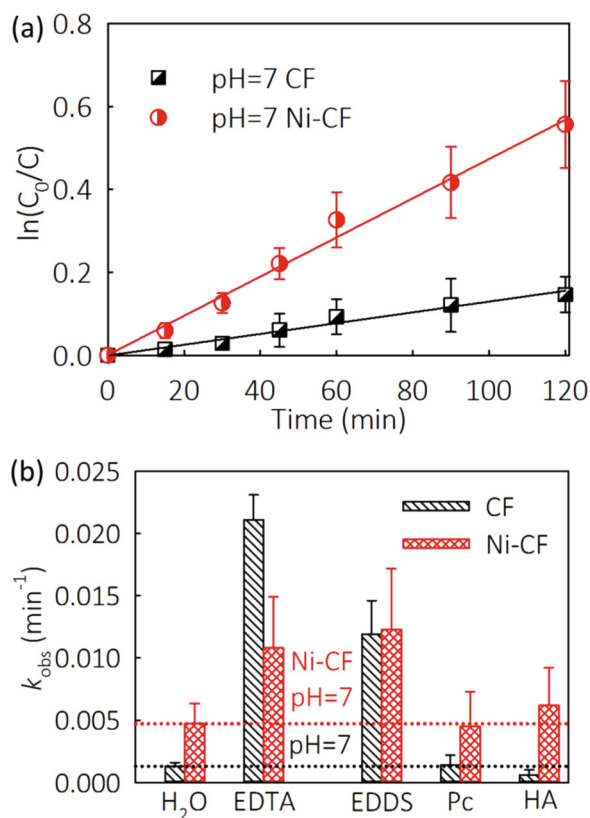 (a)
0.8
0.6
0.4
0.2
0.0
ln(C₀/C)
pH=7 CF
pH=7 Ni-CF
0 20 40 60 80 100 120
Time (min)
(b)
0.025
0.020
0.015
0.010
0.005
0.000
kobs (min⁻¹)
CF
Ni-CF
Ni-CF
pH=7
pH=7
H₂O EDTA EDDS Pc HA